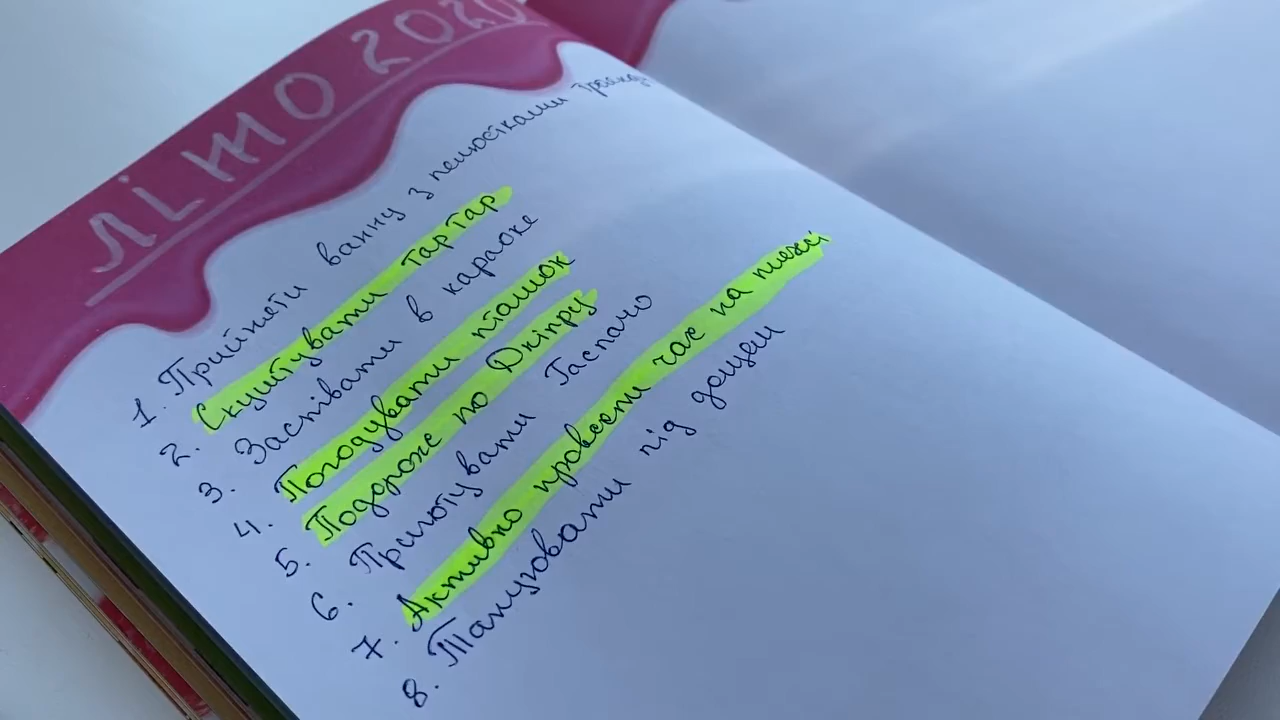 ЛІТО 2020
1. Прийняти ванну з пелюстками троянд
2. Скуштувати тартар
3. Заспівати в караоке
4. Погодувати пташок
5. Подорож по Дніпру
6. Приготувати Гаспачо
7. Активно провести час на пляжі
8. Танцювати під дощем